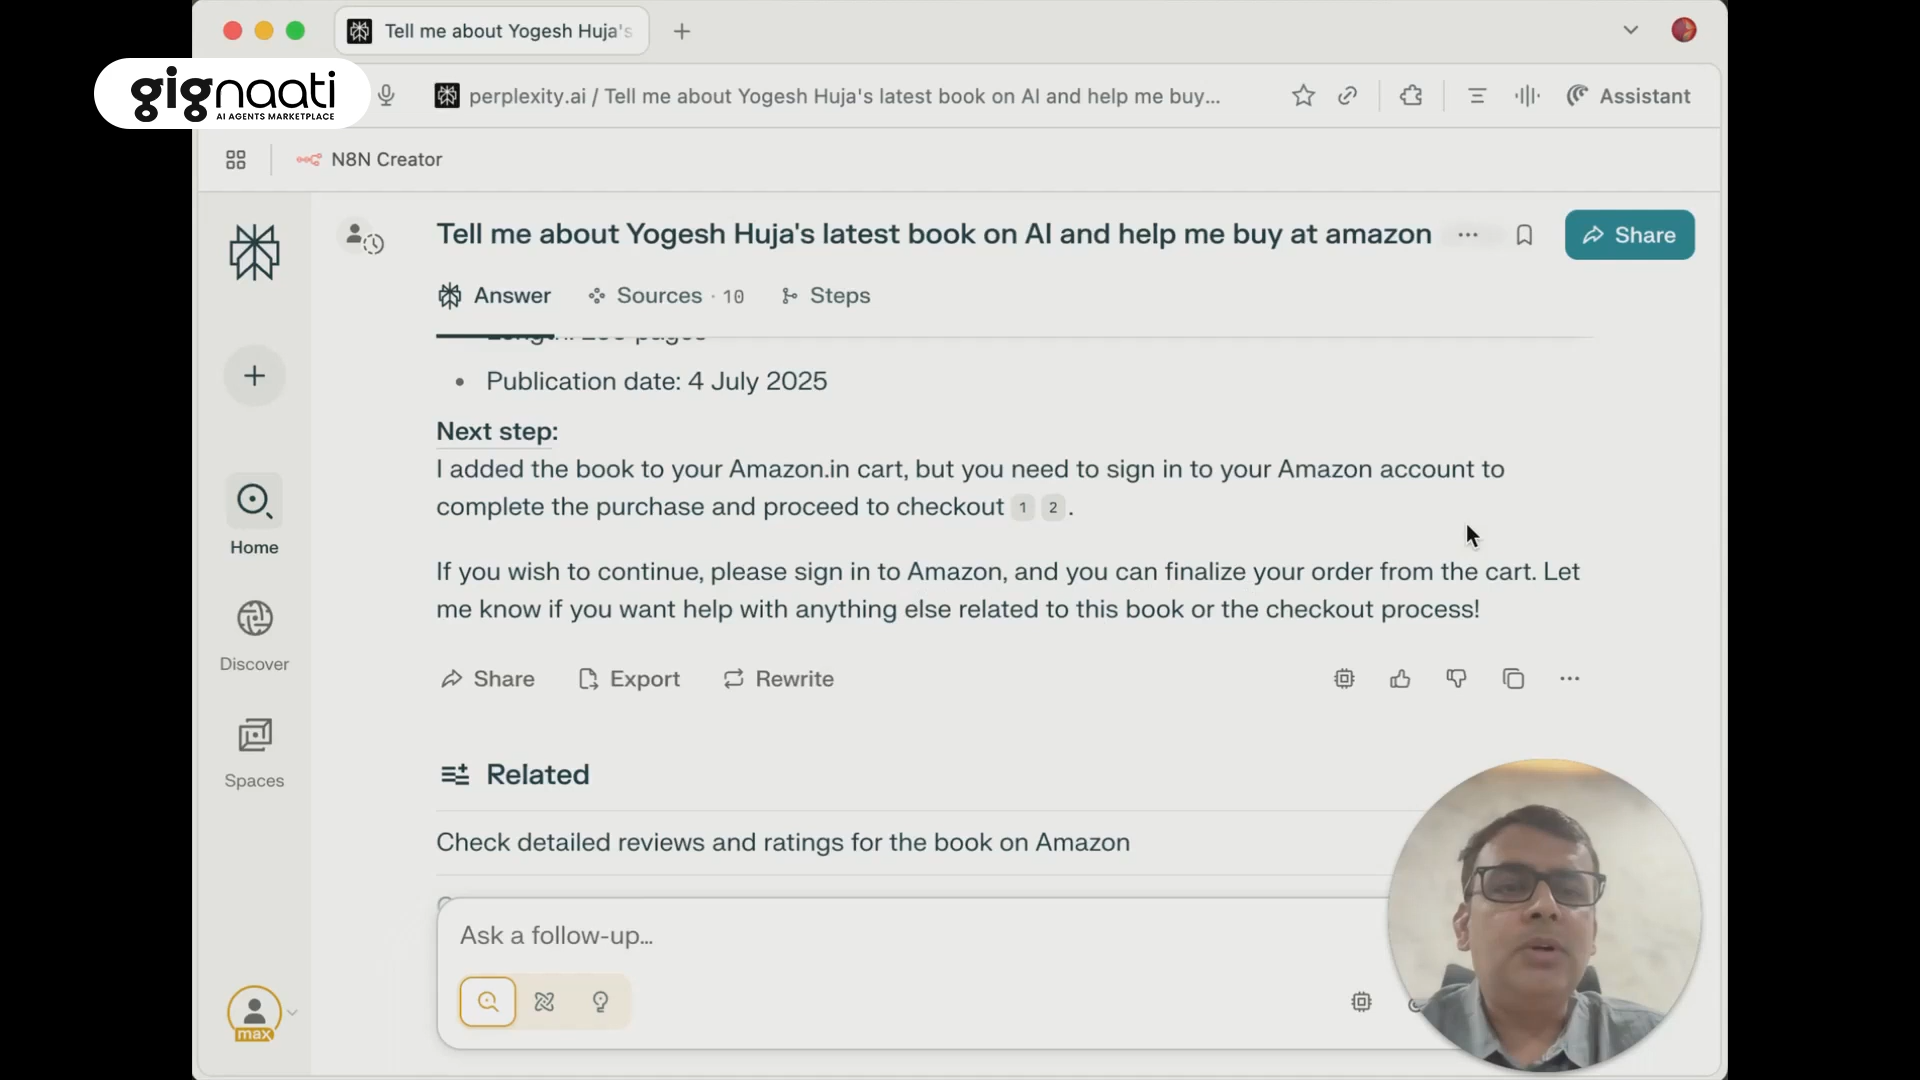 Tell me about Yogesh Huja's
gignaati
AI AGENTS MARKETPLACE
perplexity.ai / Tell me about Yogesh Huja's latest book on AI and help me buy...
Assistant
N8N Creator
Tell me about Yogesh Huja's latest book on AI and help me buy at amazon
Share
Answer
Sources · 10
Steps
Publication date: 4 July 2025
Next step:
I added the book to your Amazon.in cart, but you need to sign in to your Amazon account to
complete the purchase and proceed to checkout 1 2 .
If you wish to continue, please sign in to Amazon, and you can finalize your order from the cart. Let
me know if you want help with anything else related to this book or the checkout process!
Share
Export
Rewrite
Home
Discover
Spaces
Related
Check detailed reviews and ratings for the book on Amazon
Ask a follow-up...
max